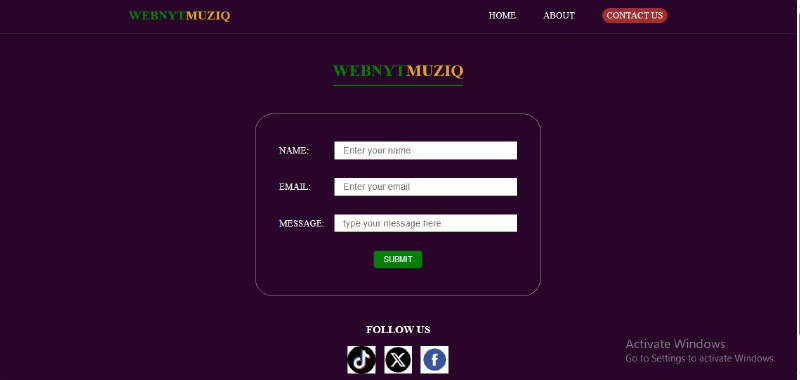 WEBNYTMUZIQ HOME ABOUT CONTACT US
WEBNYTMUZIQ
NAME: Enter your name
EMAIL: Enter your email
MESSAGE: type your message here
SUBMIT
FOLLOW US
Activate Windows
Go to Settings to activate Windows.